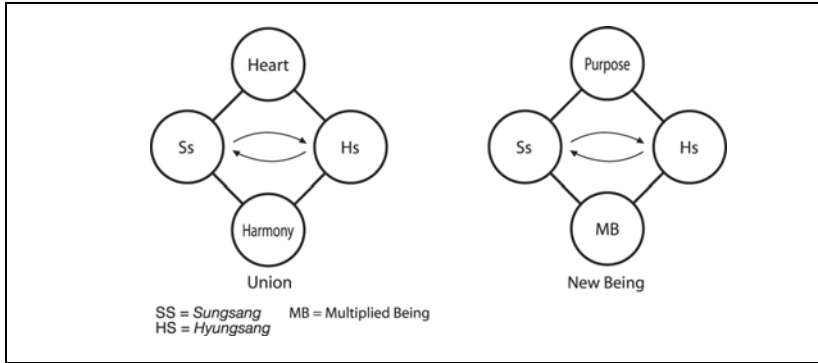 Heart
Ss
Hs
Harmony
Union
Purpose
Ss
Hs
MB
New Being
SS = Sungsang MB = Multiplied Being
HS = Hyungsang